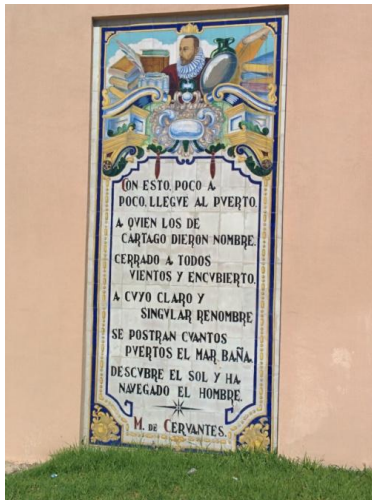 CON ESTO, POCO A
POCO, LLEGVE AL PVERTO.
A QVIEN LOS DE
CARTAGO DIERON NOMBRE,
CERRADO A TODOS
VIENTOS Y ENCVBIERTO.
A CVYO CLARO Y
SINGVLAR RENOMBRE
SE POSTRAN CVANTOS
PVERTOS EL MAR BAÑA,
DESCVBRE EL SOL Y HA
NAVEGADO EL HOMBRE.
M. DE CERVANTES.